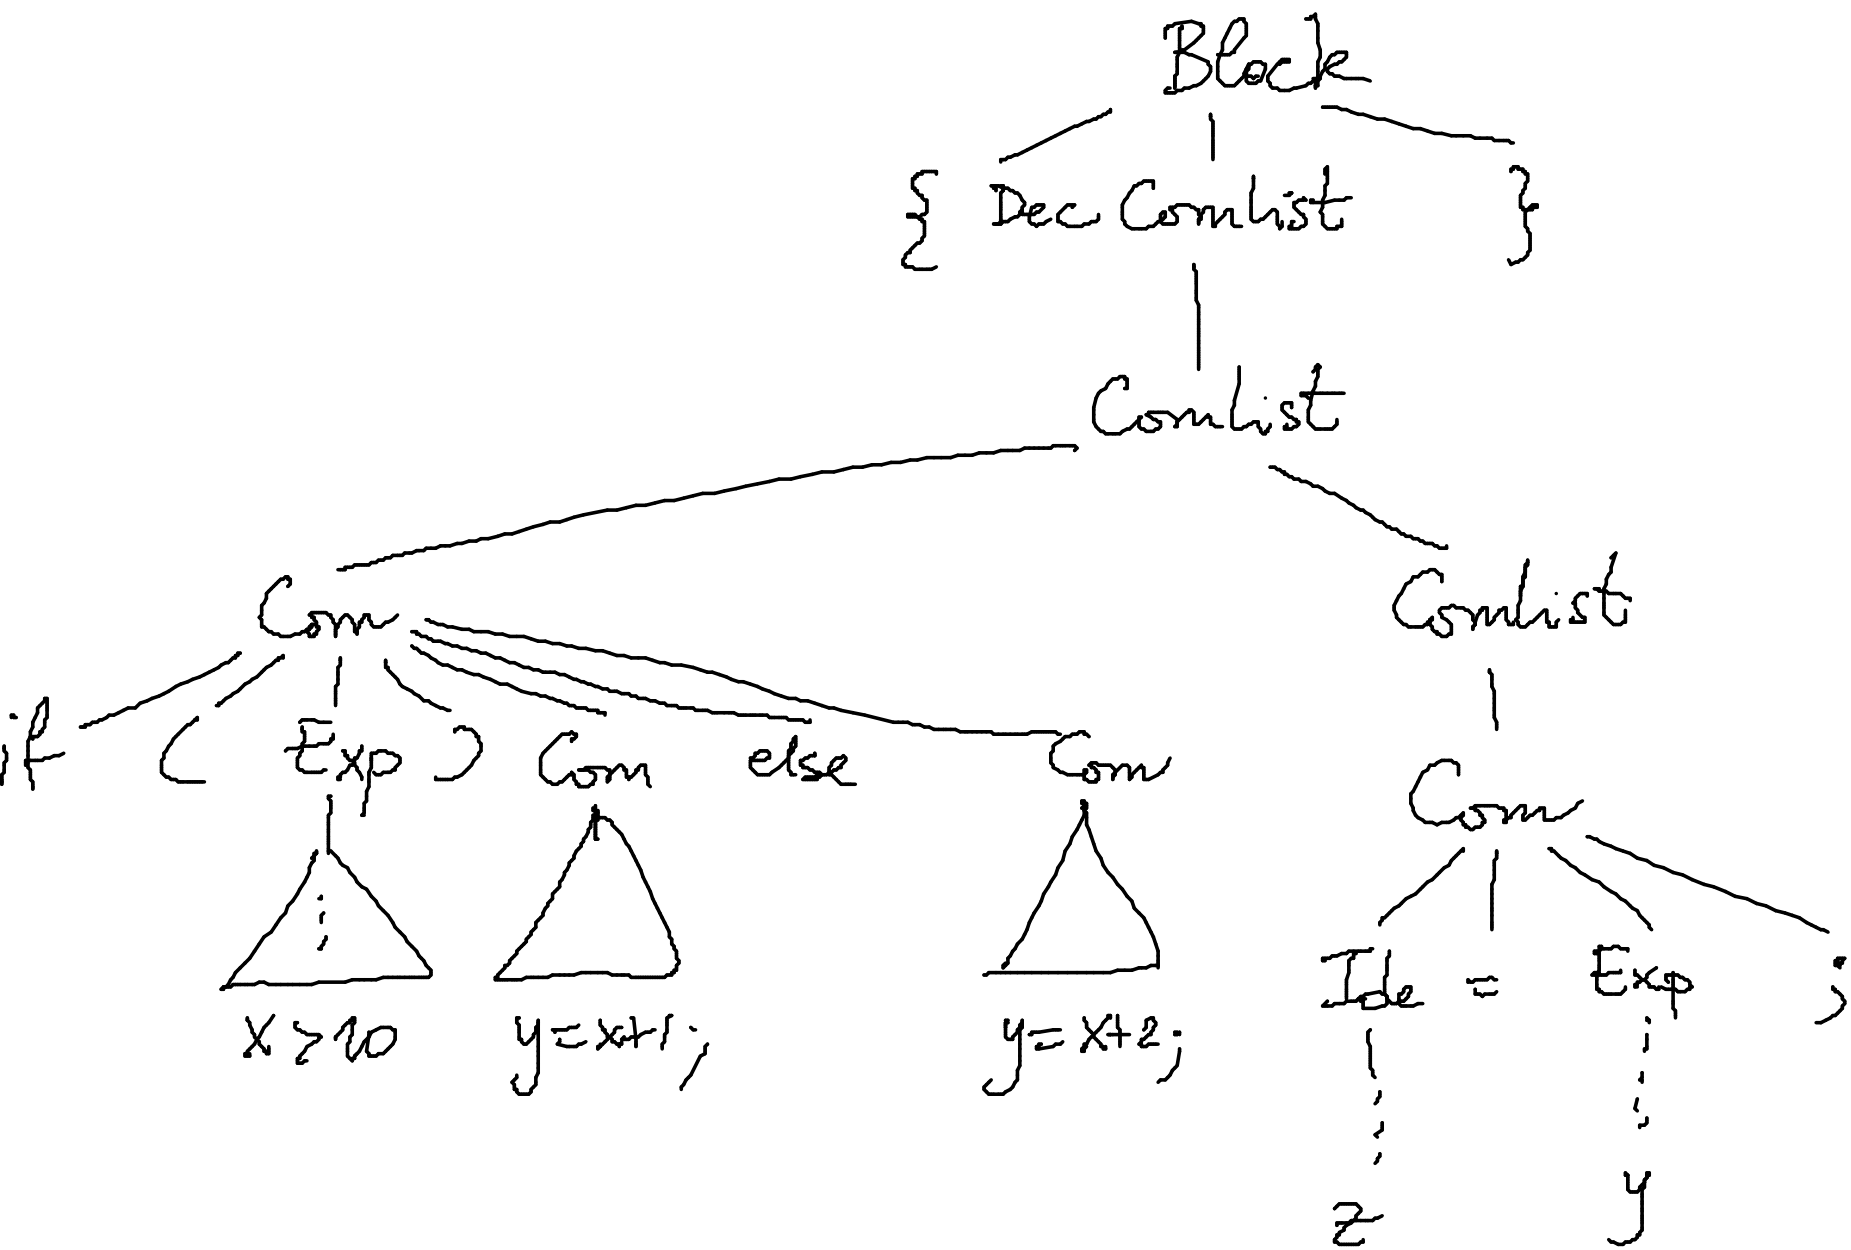 Block
{ Dec Comlist }
Comlist
Com Comlist
if ( Exp ) Com else Com
Com
Ide = Exp ;
x>10 y=x+1; y=x+2;
z y